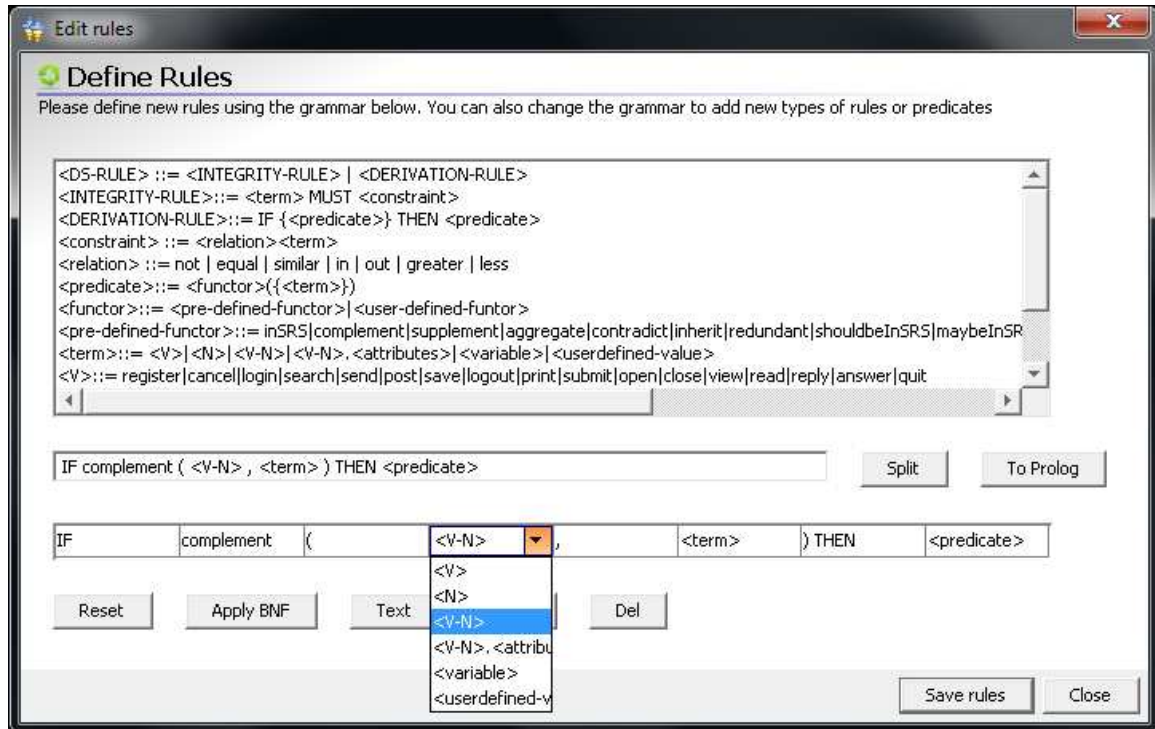 Edit rules
Define Rules
Please define new rules using the grammar below. You can also change the grammar to add new types of rules or predicates
<DS-RULE> ::= <INTEGRITY-RULE> | <DERIVATION-RULE>
<INTEGRITY-RULE>::= <term> MUST <constraint>
<DERIVATION-RULE>::= IF {<predicate>} THEN <predicate>
<constraint> ::= <relation><term>
<relation> ::= not | equal | similar | in | out | greater | less
<predicate>::= <functor>({<term>})
<functor>::= <pre-defined-functor>|<user-defined-funtor>
<pre-defined-functor>::= inSRS|complement|supplement|aggregate|contradict|inherit|redundant|shouldbeInSRS|maybeInSR
<term>::= <V>|<N>|<V-N>|<V-N>.<attributes>|<variable>|<userdefined-value>
<V>::= register|cancel|login|search|send|post|save|logout|print|submit|open|close|view|read|reply|answer|quit
IF complement ( <V-N> , <term> ) THEN <predicate>
Split
To Prolog
IF complement ( <V-N> , <term> ) THEN <predicate>
<V>
<N>
<V-N>
<V-N>.<attribu
<variable>
<userdefined-v
Reset
Apply BNF
Text
Del
Save rules
Close